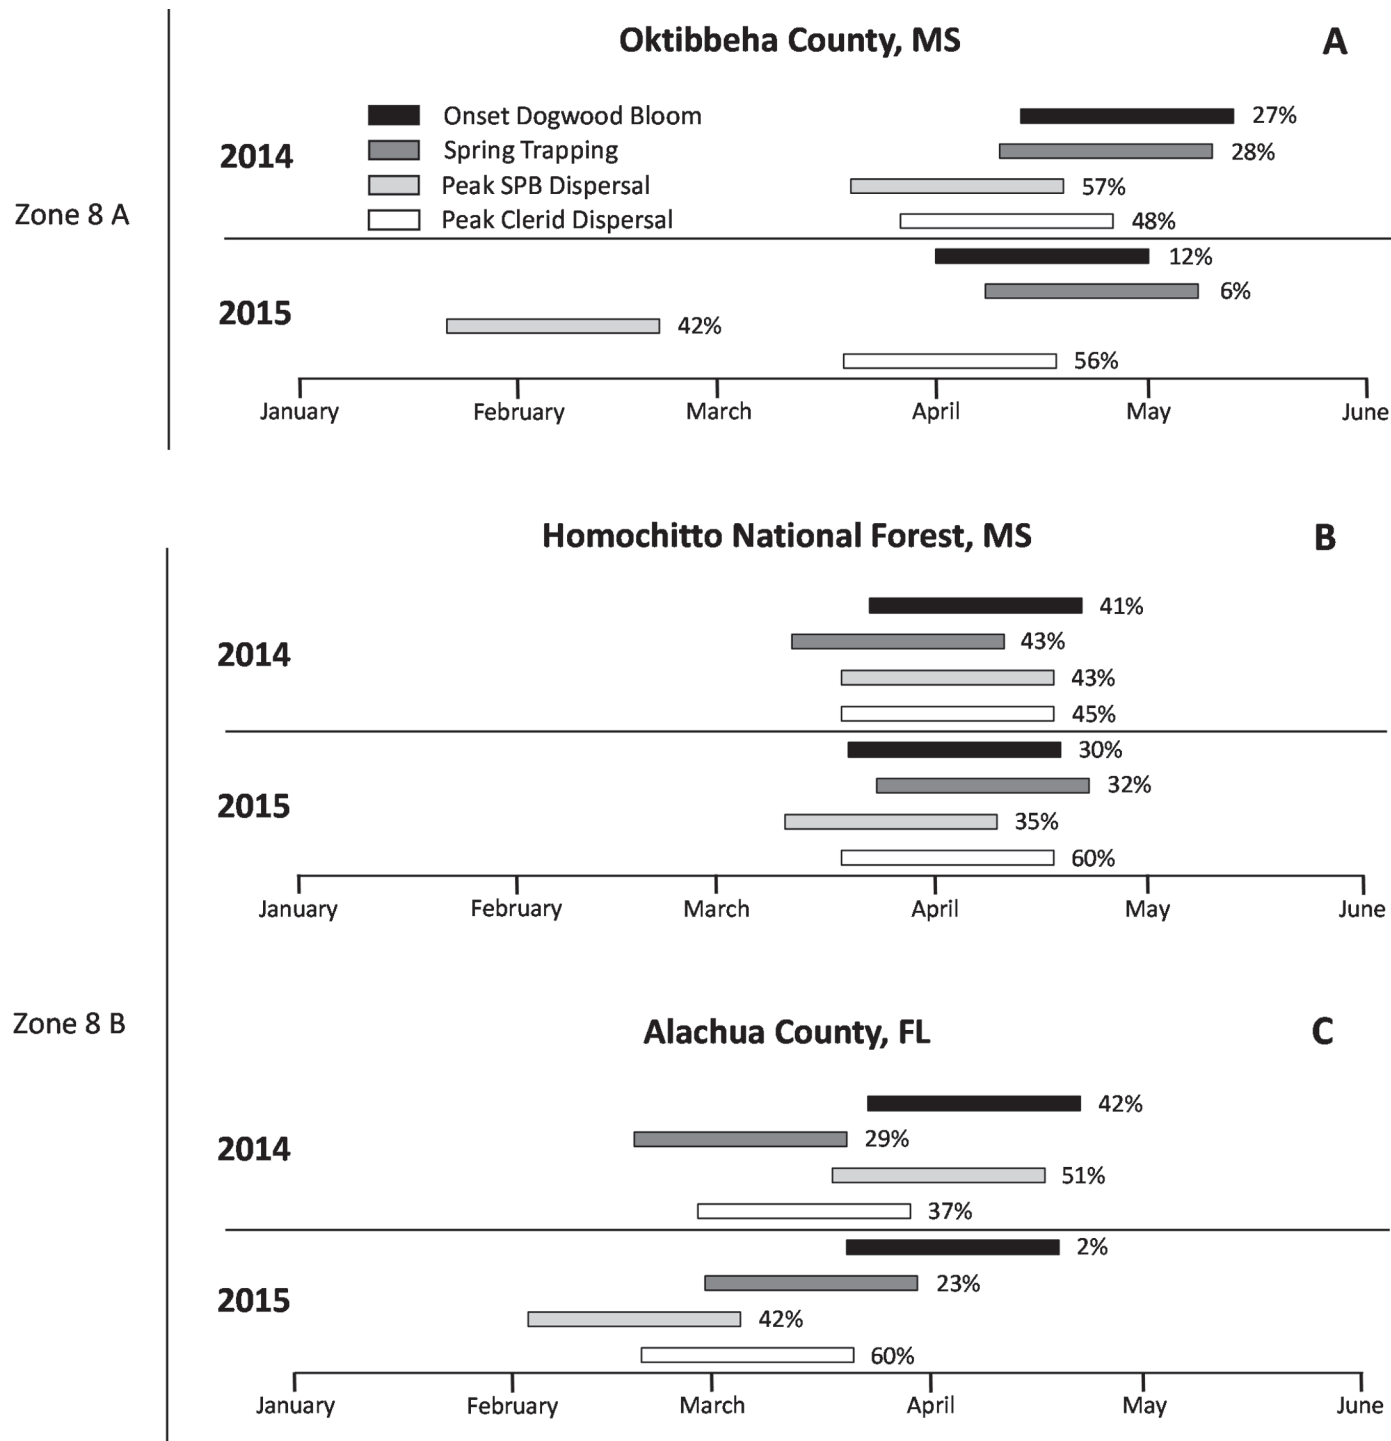 Oktibbeha County, MS
A
Zone 8 A
2014
Onset Dogwood Bloom
Spring Trapping
Peak SPB Dispersal
Peak Clerid Dispersal
27%
28%
57%
48%
2015
12%
6%
42%
56%
January February March April May June
Homochitto National Forest, MS
B
Zone 8 B
2014
41%
43%
43%
45%
2015
30%
32%
35%
60%
January February March April May June
Alachua County, FL
C
2014
42%
29%
51%
37%
2015
2%
23%
42%
60%
January February March April May June